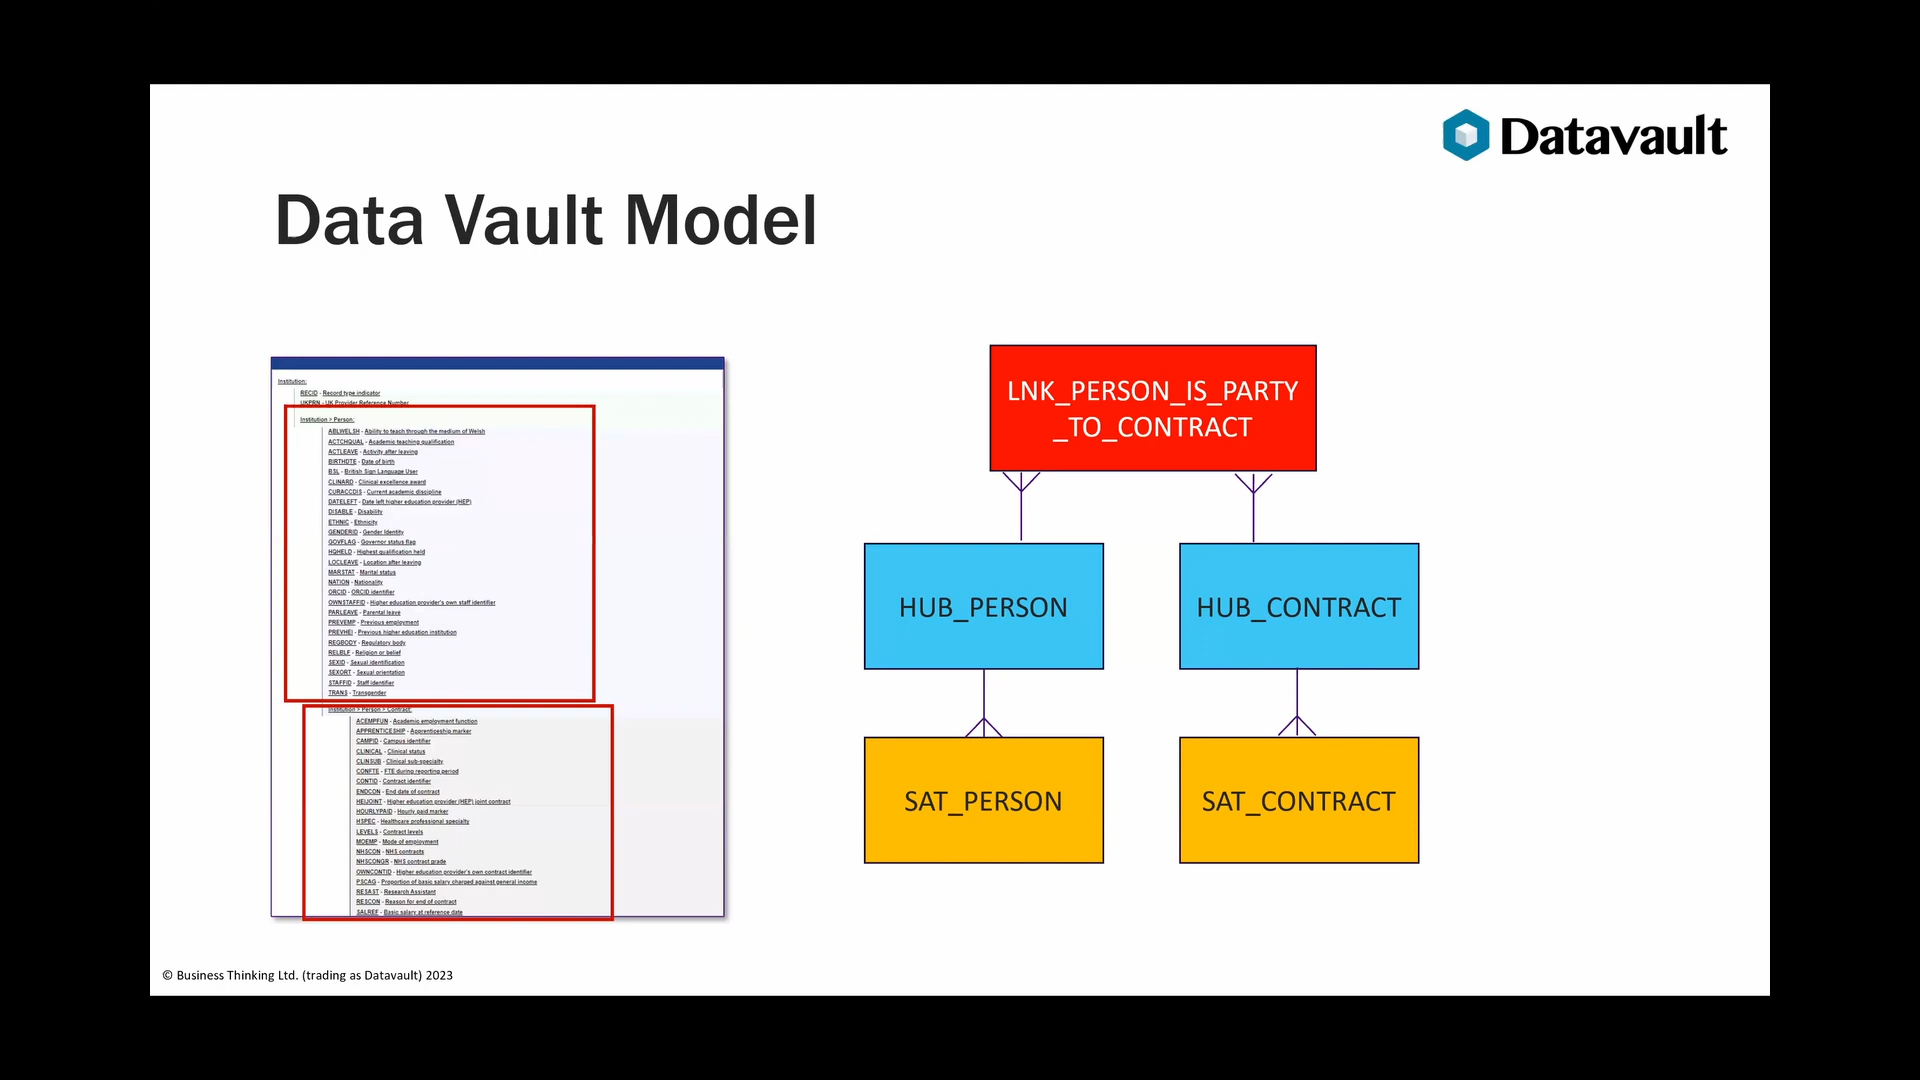 Datavault
Data Vault Model
Institution:
RECID - Record type indicator
UKPRN - UK Provider Reference Number
Institution > Person:
ABLWELSH - Ability to teach through the medium of Welsh
ACTCHQUAL - Academic teaching qualification
ACTLEAVE - Activity after leaving
BIRTHDTE - Date of birth
BSL - British Sign Language User
CLINARD - Clinical excellence award
CURACCDIS - Current academic discipline
DATELEFT - Date left higher education provider (HEP)
DISABLE - Disability
ETHNIC - Ethnicity
GENDERID - Gender Identity
GOVFLAG - Governor status flag
HQHELD - Highest qualification held
LOCLEAVE - Location after leaving
MARSTAT - Marital status
NATION - Nationality
ORCID - ORCID identifier
OWNSTAFFID - Higher education provider's own staff identifier
PARLEAVE - Parental leave
PREVEMP - Previous employment
PREVHEI - Previous higher education institution
REGBODY - Regulatory body
RELBLF - Religion or belief
SEXID - Sexual identification
SEXORT - Sexual orientation
STAFFID - Staff identifier
TRANS - Transgender
Institution > Person > Contract:
ACEMPFUN - Academic employment function
APPRENTICESHIP - Apprenticeship marker
CAMPID - Campus identifier
CLINICAL - Clinical status
CLINSUB - Clinical sub-specialty
CONFTE - FTE during reporting period
CONTID - Contract identifier
ENDCON - End date of contract
HEIJOINT - Higher education provider (HEP) joint contract
HOURLYPAID - Hourly paid marker
HSPEC - Healthcare professional specialty
LEVELS - Contract levels
MOEMP - Mode of employment
NHSCON - NHS contracts
NHSCONGR - NHS contract grade
OWNCONTID - Higher education provider's own contract identifier
PSCAG - Proportion of basic salary charged against general income
RESAST - Research Assistant
RESCON - Reason for end of contract
SALREF - Basic salary at reference date
LNK_PERSON_IS_PARTY
_TO_CONTRACT
HUB_PERSON
HUB_CONTRACT
SAT_PERSON
SAT_CONTRACT
© Business Thinking Ltd. (trading as Datavault) 2023